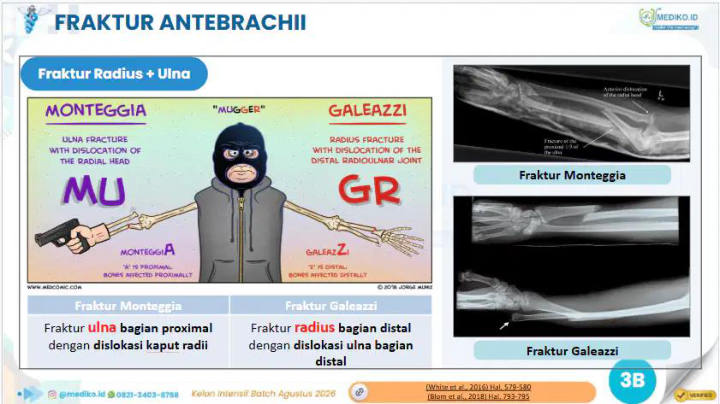 FRAKTUR ANTEBRACHII
MEDIKO.ID
Fraktur Radius + Ulna
MONTEGGIA
"MUGGER"
GALEAZZI
ULNA FRACTURE
WITH DISLOCATION OF
THE RADIAL HEAD
RADIUS FRACTURE
WITH DISLOCATION OF THE
DISTAL RADIOULNAR JOINT
MU
GR
MONTEGGIA
'A' IS PROXIMAL
BONES AFFECTED PROXIMALLY
GALEAZZI
'Z' IS DISTAL
BONES AFFECTED DISTALLY
WWW.MEDCOMIC.COM
© 2018 JORGE MUNIZ
Fraktur Monteggia
Fraktur Galeazzi
Fraktur ulna bagian proximal
dengan dislokasi kaput radii
Fraktur radius bagian distal
dengan dislokasi ulna bagian
distal
Anterior dislocation
of the radial head
Fracture of the
proximal 1/3 of
the ulna
Fraktur Monteggia
Fraktur Galeazzi
3B
@mediko.id
0821-3403-8758
Kelon Intensif Batch Agustus 2026
(White et al., 2016) Hal. 579-580
(Blom et al., 2018) Hal. 793-795
VERIFIED